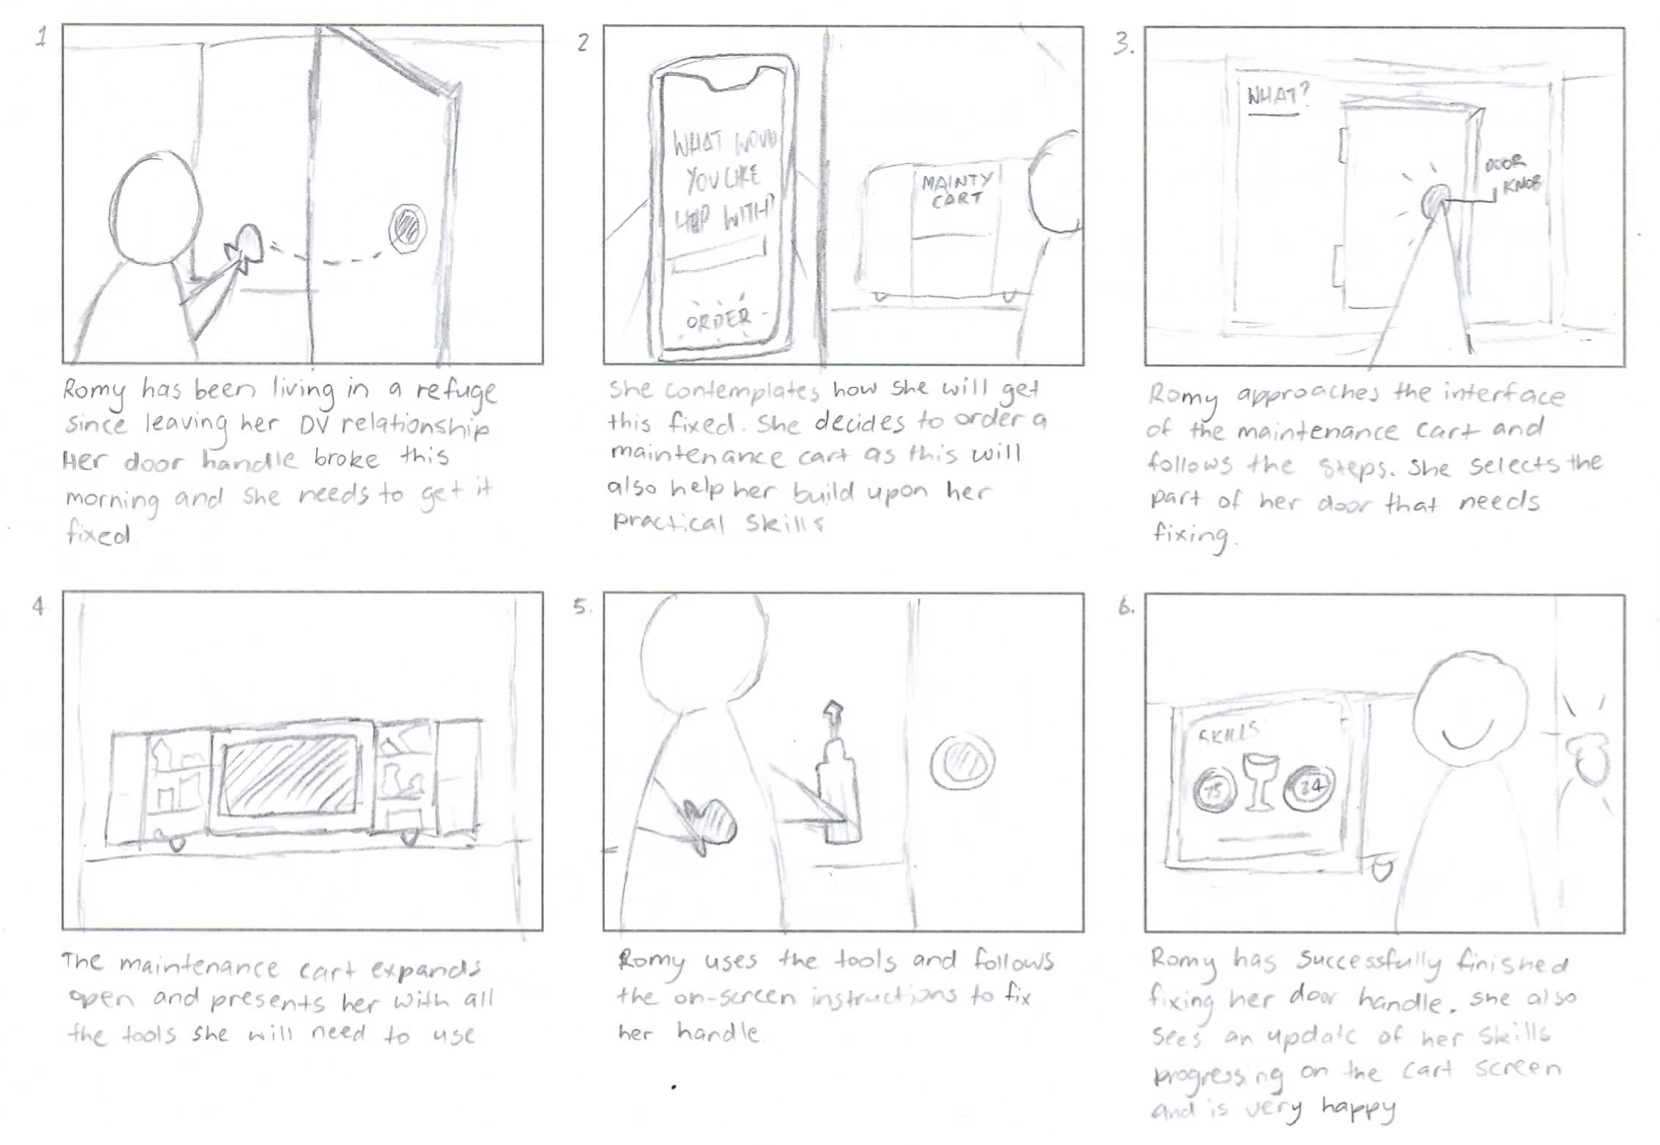 1
Romy has been living in a refuge
since leaving her DV relationship
Her door handle broke this
morning and she needs to get it
fixed
2
WHAT WOUD
YOU LIKE
HELP WITH?
ORDER
MAINTY
CART
She contemplates how she will get
this fixed. She decides to order a
maintenance cart as this will
also help her build upon her
practical skills
3.
WHAT?
DOOR
KNOB
Romy approaches the interface
of the maintenance cart and
follows the steps. She selects the
part of her door that needs
fixing.
4
The maintenance cart expands
open and presents her with all
the tools she will need to use
5.
Romy uses the tools and follows
the on-screen instructions to fix
her handle
6.
SKILLS
75
Romy has successfully finished
fixing her door handle. She also
sees an update of her skills
progressing on the cart screen
and is very happy